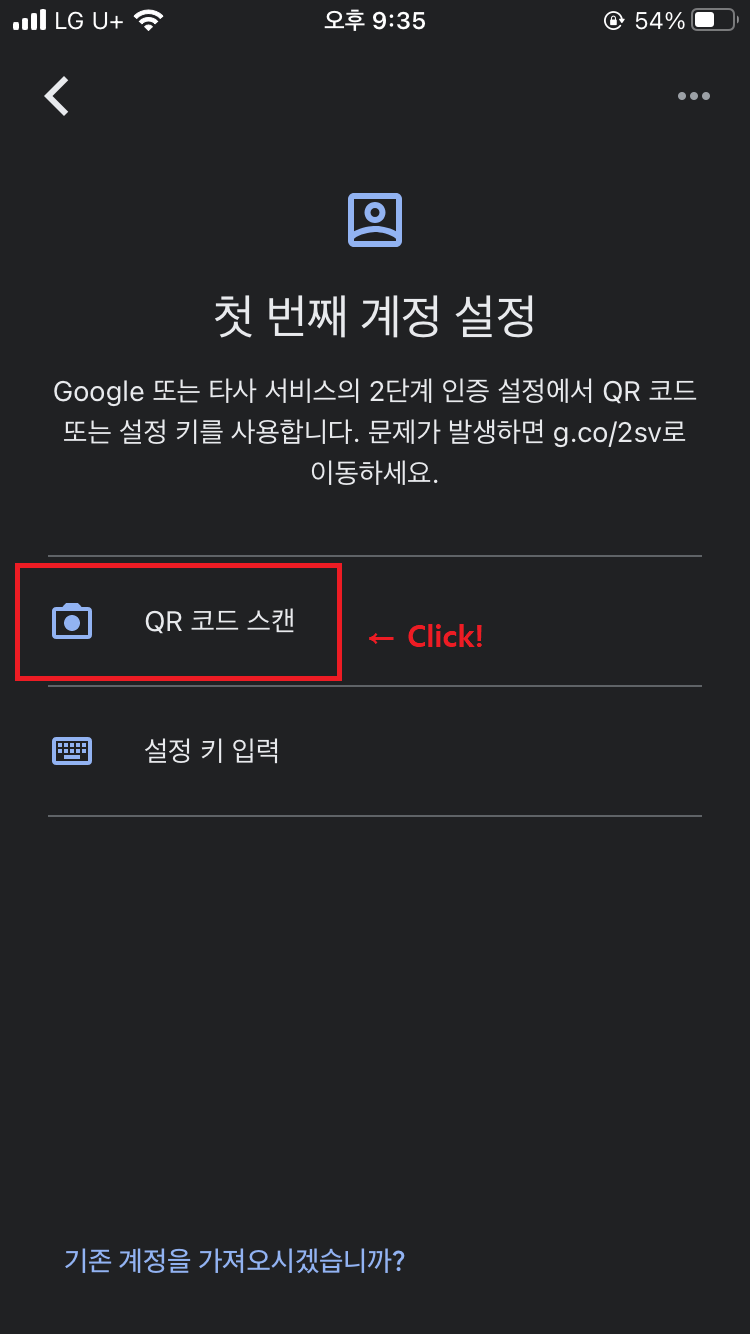 LG U+ 오후 9:35 54%
첫 번째 계정 설정
Google 또는 타사 서비스의 2단계 인증 설정에서 QR 코드
또는 설정 키를 사용합니다. 문제가 발생하면 g.co/2sv로
이동하세요.
QR 코드 스캔
← Click!
설정 키 입력
기존 계정을 가져오시겠습니까?